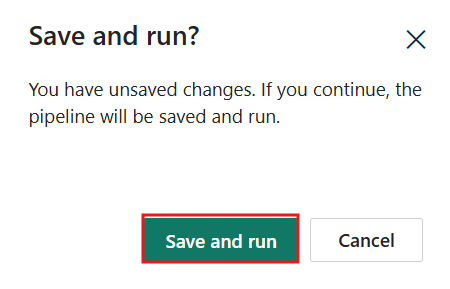 Save and run?
You have unsaved changes. If you continue, the
pipeline will be saved and run.
Save and run
Cancel